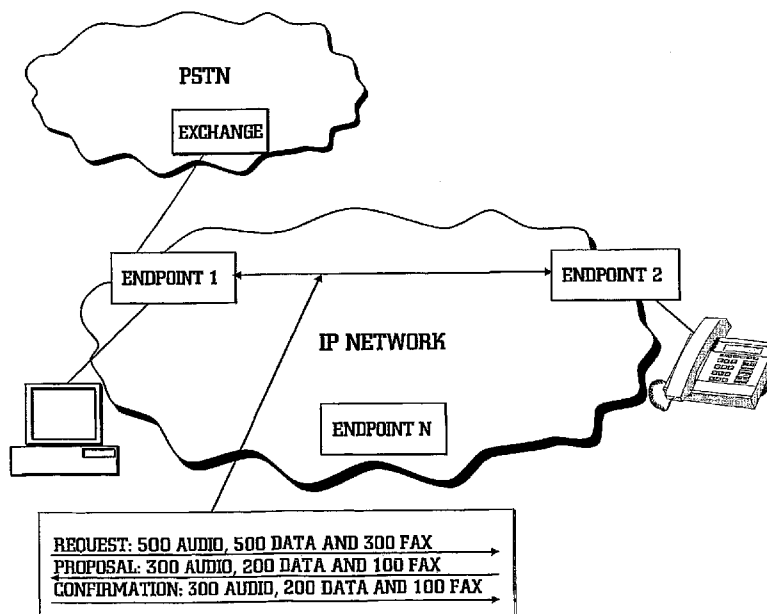 PSTN
EXCHANGE
ENDPOINT 1
ENDPOINT 2
IP NETWORK
ENDPOINT N
REQUEST: 500 AUDIO, 500 DATA AND 300 FAX
PROPOSAL: 300 AUDIO, 200 DATA AND 100 FAX
CONFIRMATION: 300 AUDIO, 200 DATA AND 100 FAX